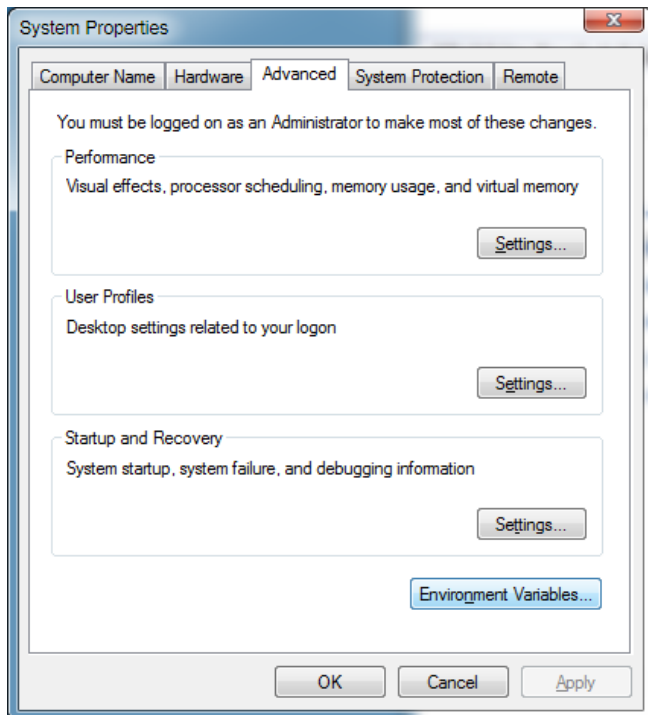 System Properties
Computer Name Hardware Advanced System Protection Remote
You must be logged on as an Administrator to make most of these changes.
Performance
Visual effects, processor scheduling, memory usage, and virtual memory
Settings...
User Profiles
Desktop settings related to your logon
Settings...
Startup and Recovery
System startup, system failure, and debugging information
Settings...
Environment Variables...
OK Cancel Apply